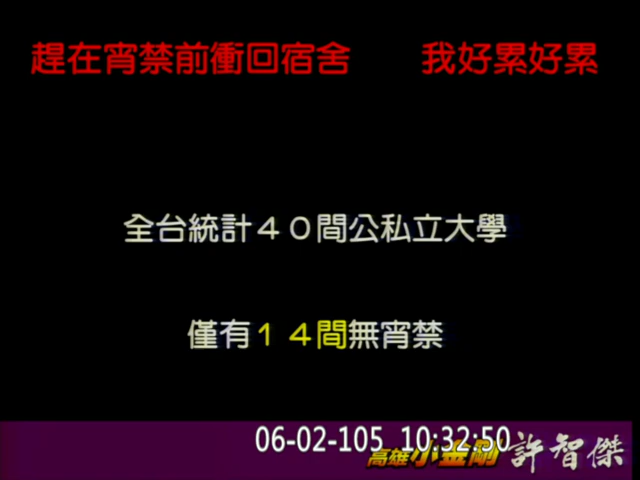 趕在宵禁前衝回宿舍 我好累好累
全台統計４０間公私立大學
僅有１４間無宵禁
06-02-105 10:32:50
高雄小金剛 許智傑